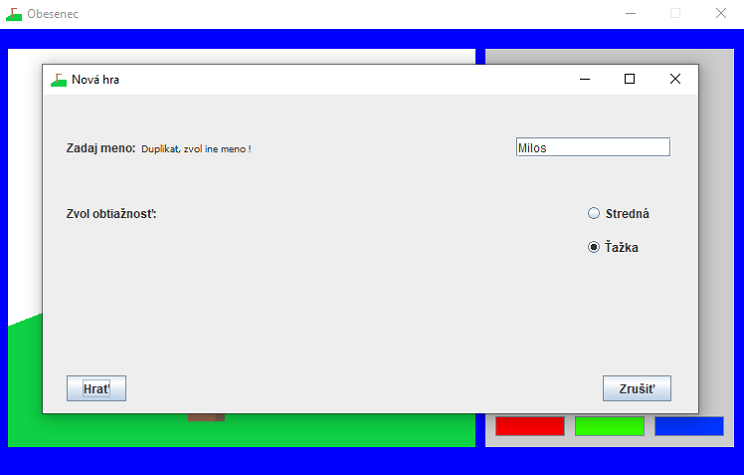 Obesenec
Nová hra
Zadaj meno: Duplikat, zvol ine meno !
Milos
Zvol obtiažnosť:
Stredná
Ťažka
Hrať
Zrušiť